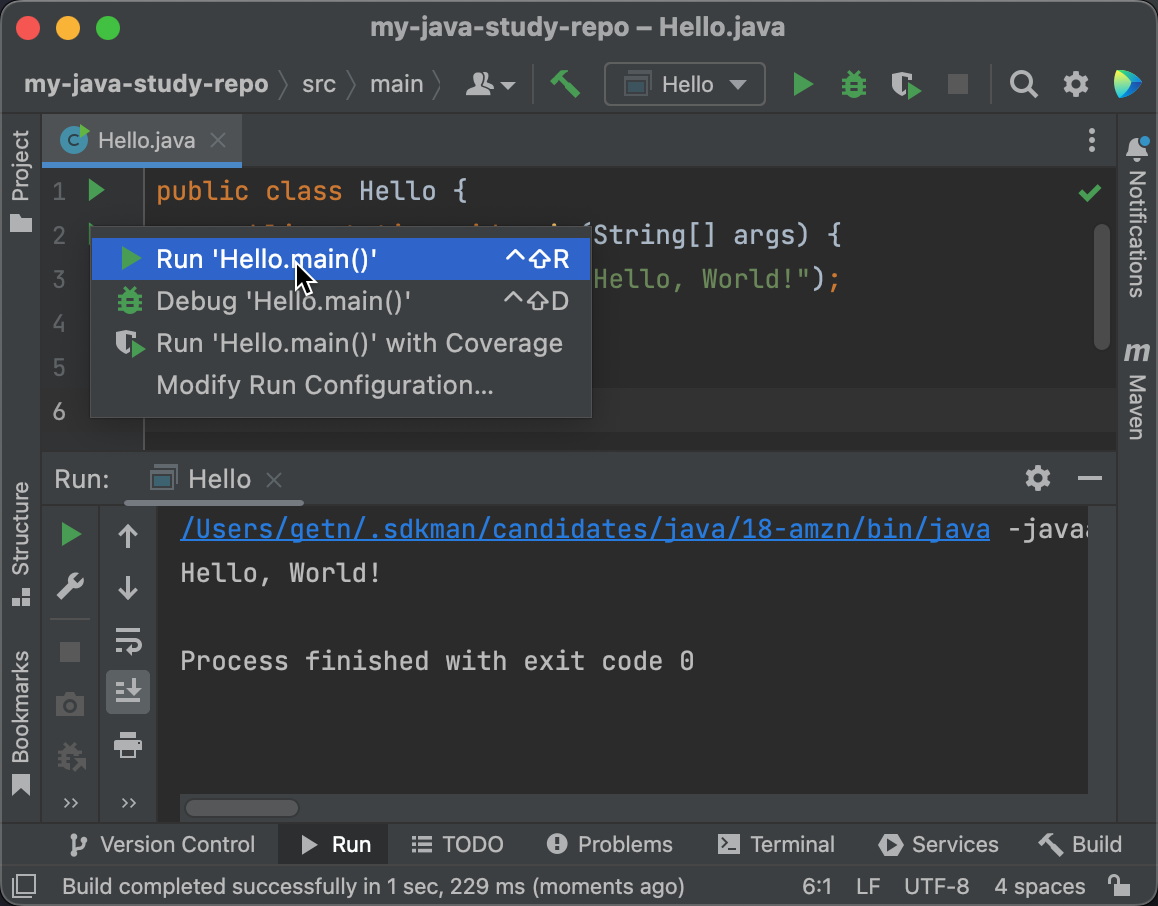 my-java-study-repo – Hello.java
my-java-study-repo src main Hello
Project
Hello.java
1 public class Hello {
2 (String[] args) {
3 Hello, World!");
4
5
6
Run 'Hello.main()' ^⇧R
Debug 'Hello.main()' ^⇧D
Run 'Hello.main()' with Coverage
Modify Run Configuration...
Notifications
m Maven
Structure
Bookmarks
Run: Hello
/Users/getn/.sdkman/candidates/java/18-amzn/bin/java
Hello, World!
Process finished with exit code 0
Version Control Run TODO Problems Terminal Services Build
Build completed successfully in 1 sec, 229 ms (moments ago) 6:1 LF UTF-8 4 spaces